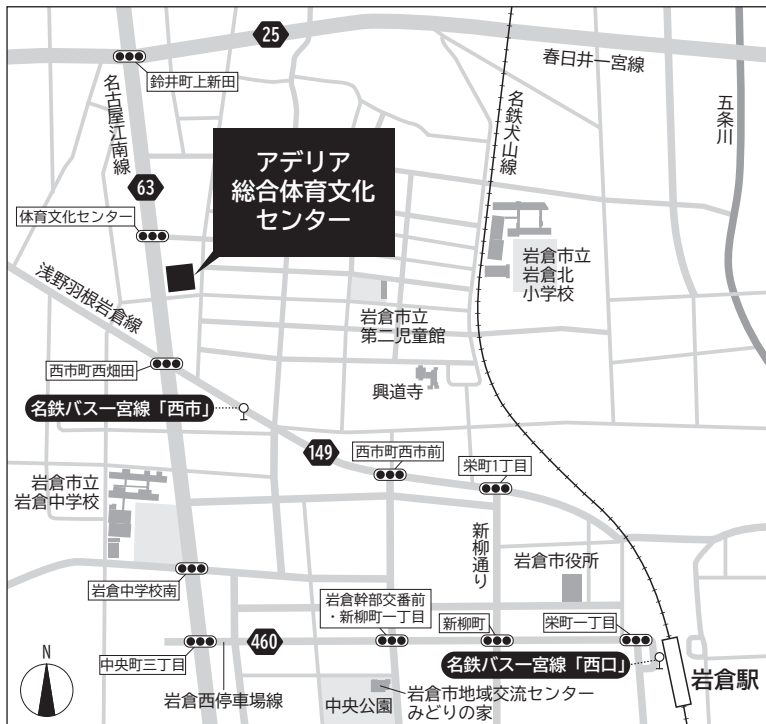 25
春日井一宮線
鈴井町上新田
名古屋江南線
名鉄犬山線
五条川
アデリア
総合体育文化
センター
63
体育文化センター
岩倉市立
岩倉北
小学校
浅野羽根岩倉線
岩倉市立
第二児童館
西市町西畑田
興道寺
名鉄バス一宮線「西市」
149
西市町西市前
栄町1丁目
岩倉市立
岩倉中学校
新柳通り
岩倉市役所
岩倉中学校南
岩倉幹部交番前
・新柳町一丁目
新柳町
栄町一丁目
460
中央町三丁目
名鉄バス一宮線「西口」
岩倉駅
N
岩倉西停車場線
中央公園
岩倉市地域交流センター
みどりの家